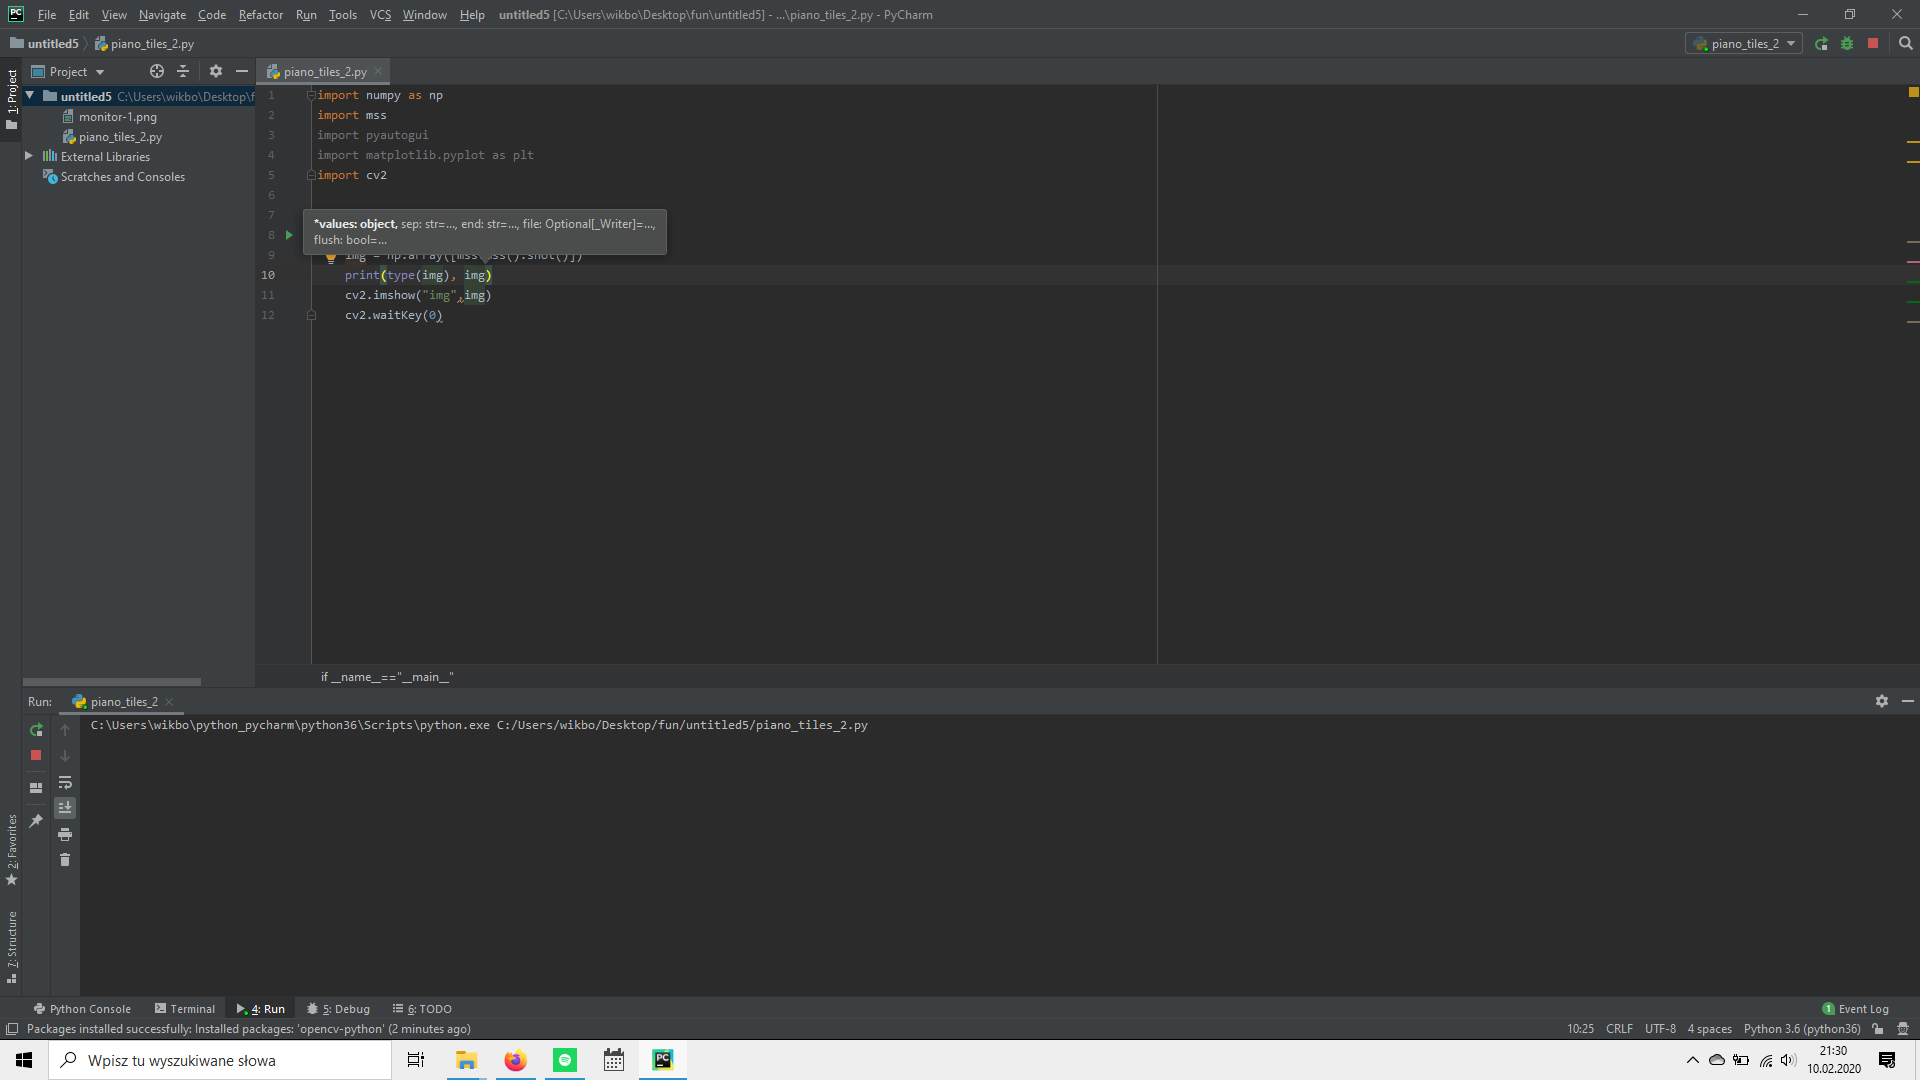 PC File Edit View Navigate Code Refactor Run Tools VCS Window Help untitled5 [C:\Users\wikbo\Desktop\fun\untitled5] - ...\piano_tiles_2.py - PyCharm
untitled5 piano_tiles_2.py piano_tiles_2
1: Project Project piano_tiles_2.py
untitled5 C:\Users\wikbo\Desktop\f
monitor-1.png
piano_tiles_2.py
External Libraries
Scratches and Consoles
1 import numpy as np
2 import mss
3 import pyautogui
4 import matplotlib.pyplot as plt
5 import cv2
6
7
*values: object, sep: str=..., end: str=..., file: Optional[_Writer]=...,
8
flush: bool=...
9 img = np.array([mss.mss().shot()])
10 print(type(img), img)
11 cv2.imshow("img",img)
12 cv2.waitKey(0)
if __name__=="__main__"
Run: piano_tiles_2
C:\Users\wikbo\python_pycharm\python36\Scripts\python.exe C:/Users/wikbo/Desktop/fun/untitled5/piano_tiles_2.py
2: Favorites
7: Structure
Python Console Terminal 4: Run 5: Debug 6: TODO 1 Event Log
Packages installed successfully: Installed packages: 'opencv-python' (2 minutes ago) 10:25 CRLF UTF-8 4 spaces Python 3.6 (python36)
Wpisz tu wyszukiwane słowa PC 21:30
10.02.2020